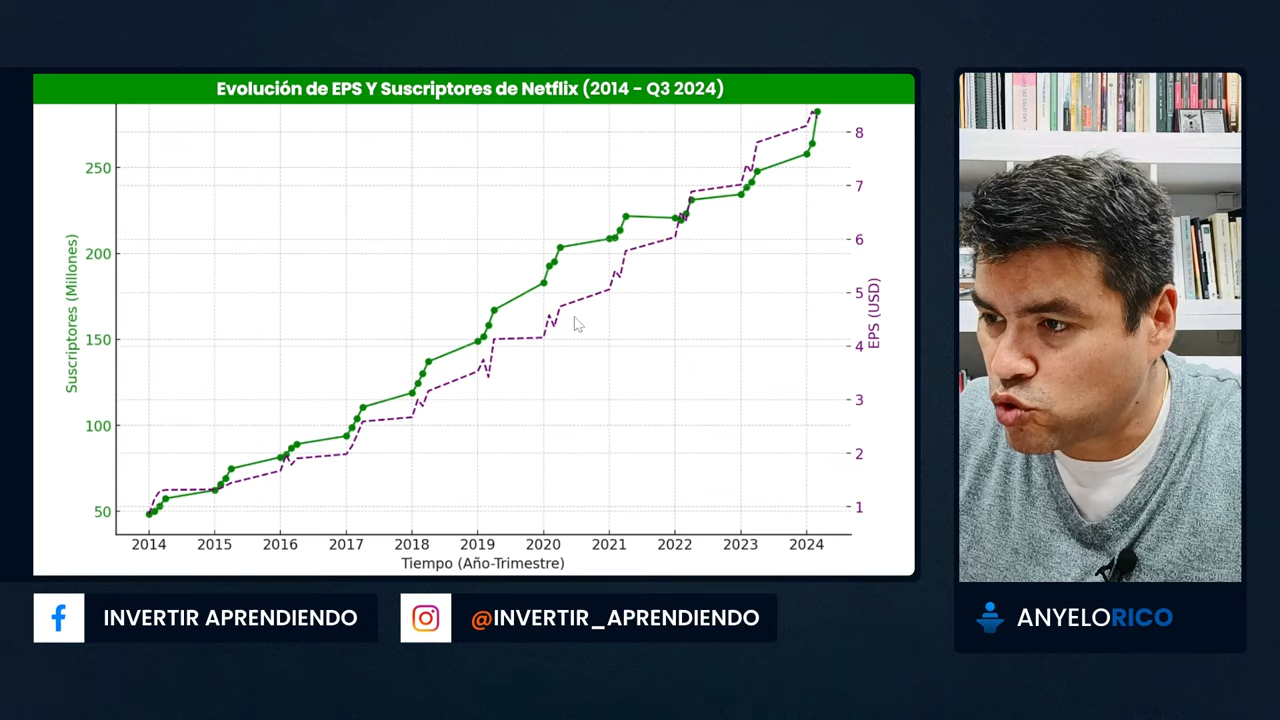 Evolución de EPS Y Suscriptores de Netflix (2014 - Q3 2024)
Suscriptores (Millones)
250
200
150
100
50
8
7
6
5
4
3
2
1
EPS (USD)
2014 2015 2016 2017 2018 2019 2020 2021 2022 2023 2024
Tiempo (Año-Trimestre)
INVERTIR APRENDIENDO
@INVERTIR_APRENDIENDO
ANYELORICO